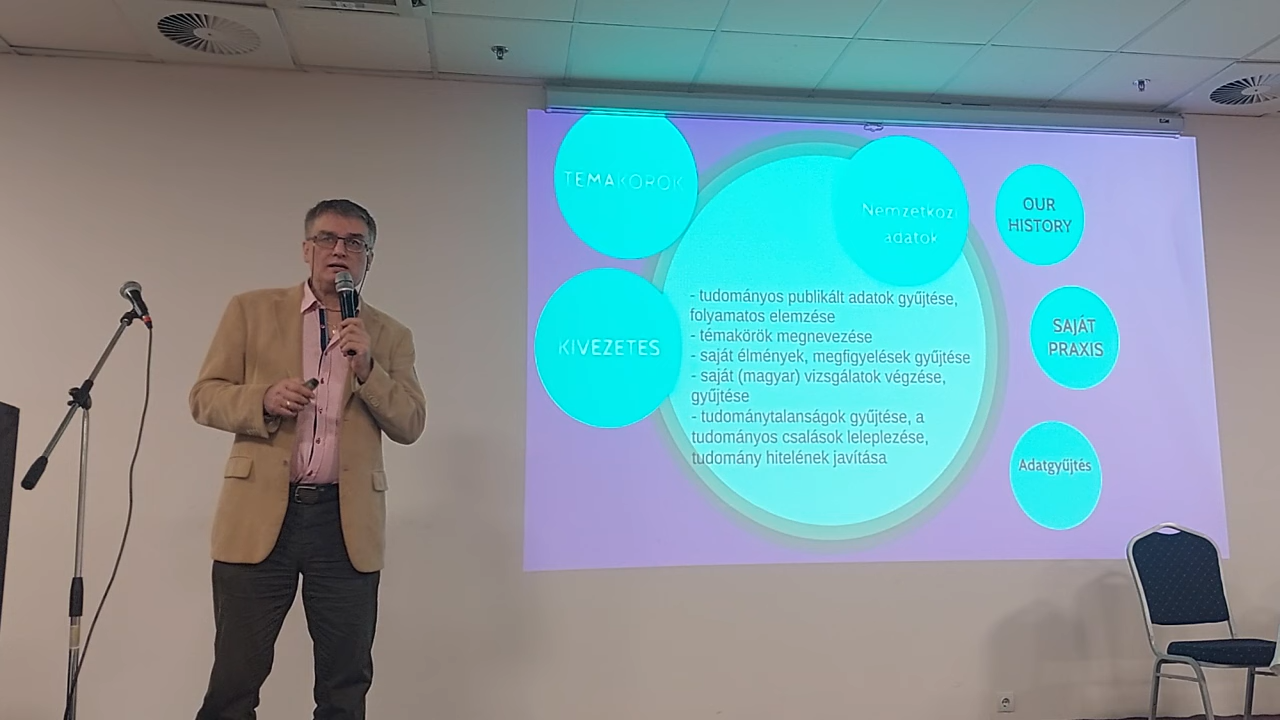 TEMAKOROK
Nemzetkozi
adatok
OUR
HISTORY
KIVEZETES
- tudományos publikált adatok gyűjtése,
folyamatos elemzése
- témakörök megnevezése
- saját élmények, megfigyelések gyűjtése
- saját (magyar) vizsgálatok végzése,
gyűjtése
- tudománytalanságok gyűjtése, a
tudományos csalások leleplezése,
tudomány hitelének javítása
SAJÁT
PRAXIS
Adatgyűjtés